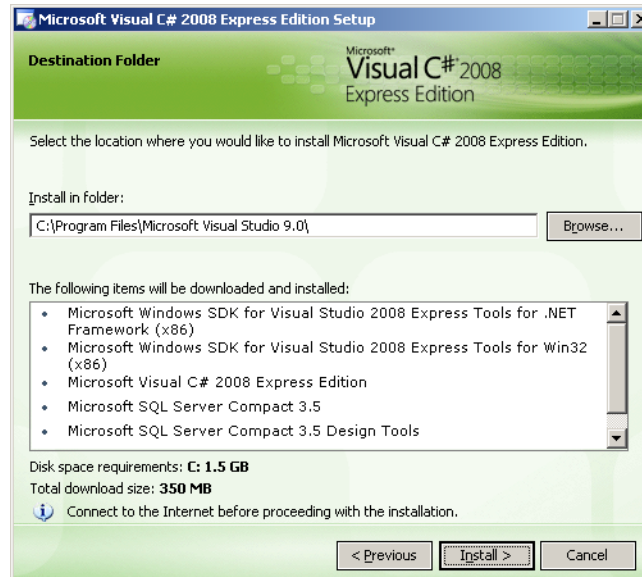 Microsoft Visual C# 2008 Express Edition Setup
Destination Folder
Microsoft®
Visual C#® 2008
Express Edition
Select the location where you would like to install Microsoft Visual C# 2008 Express Edition.
Install in folder:
C:\Program Files\Microsoft Visual Studio 9.0\
Browse...
The following items will be downloaded and installed:
• Microsoft Windows SDK for Visual Studio 2008 Express Tools for .NET
Framework (x86)
• Microsoft Windows SDK for Visual Studio 2008 Express Tools for Win32
(x86)
• Microsoft Visual C# 2008 Express Edition
• Microsoft SQL Server Compact 3.5
• Microsoft SQL Server Compact 3.5 Design Tools
Disk space requirements: C: 1.5 GB
Total download size: 350 MB
Connect to the Internet before proceeding with the installation.
< Previous
Install >
Cancel